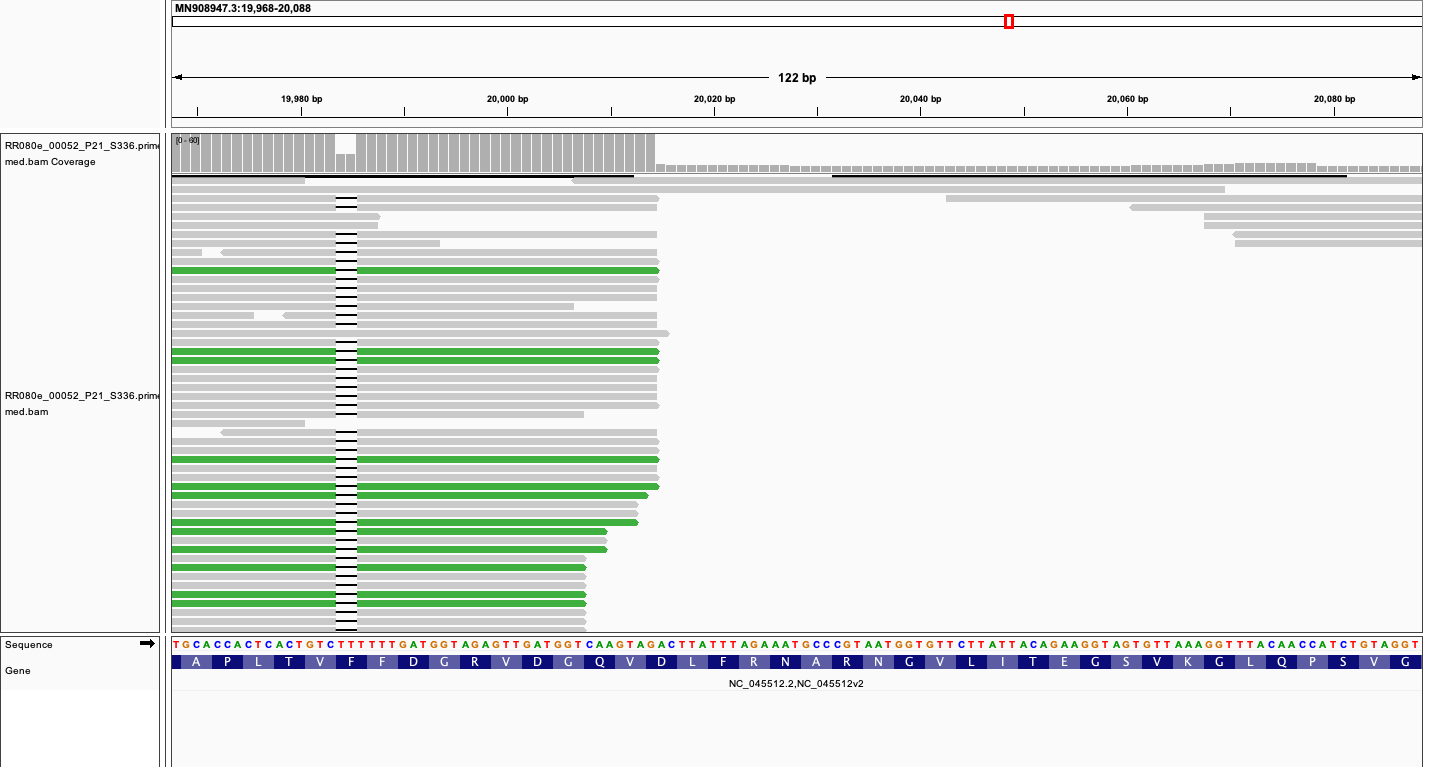 MN908947.3:19,968-20,088
122 bp
19,980 bp 20,000 bp 20,020 bp 20,040 bp 20,060 bp 20,080 bp
RR080e_00052_P21_S336.prim
med.bam Coverage
[0 - 60]
RR080e_00052_P21_S336.prim
med.bam
Sequence
TGCACCACTCACTGTCTTTTTTGATGGTAGAGTTGATGGTCAAGTAGACTTATTTAGAAATGCCCGTAATGGTGTTCTTATTACAGAAGGTAGTGTTAAAGGTTTACAACCATCTGTAGGT
Gene
A P L T V F F D G R V D G Q V D L F R N A R N G V L I T E G S V K G L Q P S V G
NC_045512.2,NC_045512v2